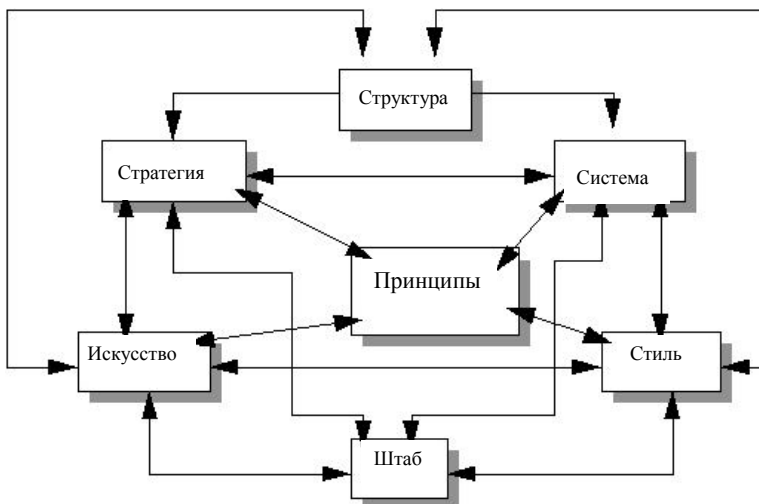 Структура
Стратегия
Система
Принципы
Искусство
Стиль
Штаб